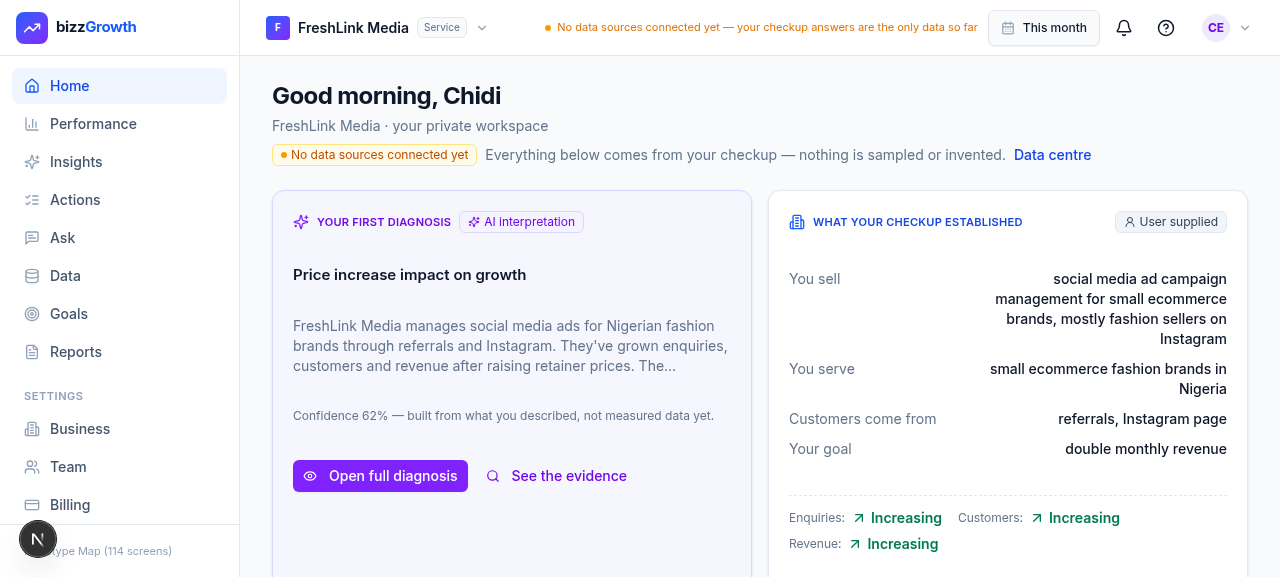 bizzGrowth
F FreshLink Media Service
No data sources connected yet — your checkup answers are the only data so far
This month
CE
Home
Performance
Insights
Actions
Ask
Data
Goals
Reports
SETTINGS
Business
Team
Billing
N
ype Map (114 screens)
Good morning, Chidi
FreshLink Media · your private workspace
No data sources connected yet Everything below comes from your checkup — nothing is sampled or invented. Data centre
YOUR FIRST DIAGNOSIS AI interpretation
Price increase impact on growth
FreshLink Media manages social media ads for Nigerian fashion
brands through referrals and Instagram. They've grown enquiries,
customers and revenue after raising retainer prices. The...
Confidence 62% — built from what you described, not measured data yet.
Open full diagnosis See the evidence
WHAT YOUR CHECKUP ESTABLISHED User supplied
You sell social media ad campaign
management for small ecommerce
brands, mostly fashion sellers on
Instagram
You serve small ecommerce fashion brands in
Nigeria
Customers come from referrals, Instagram page
Your goal double monthly revenue
Enquiries: Increasing Customers: Increasing
Revenue: Increasing